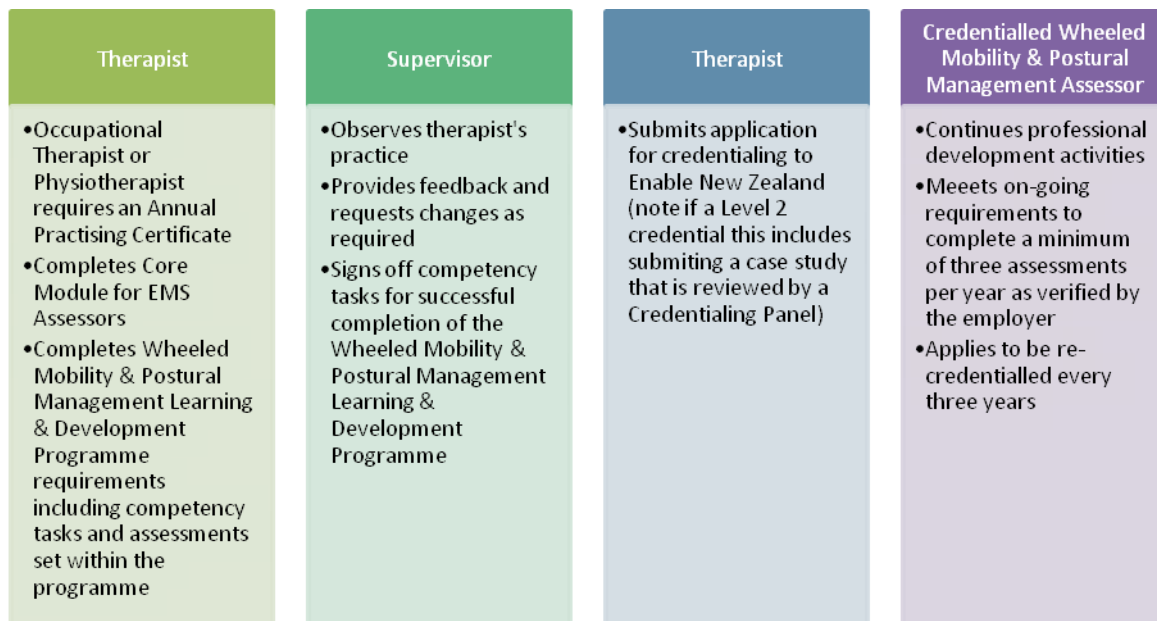 Therapist
•Occupational
Therapist or
Physiotherapist
requires an Annual
Practising Certificate
•Completes Core
Module for EMS
Assessors
•Completes Wheeled
Mobility & Postural
Management Learning
& Development
Programme
requirements
including competency
tasks and assessments
set within the
programme
Supervisor
•Observes therapist's
practice
•Provides feedback and
requests changes as
required
•Signs off competency
tasks for successful
completion of the
Wheeled Mobility &
Postural Management
Learning &
Development
Programme
Therapist
•Submits application
for credentialing to
Enable New Zealand
(note if a Level 2
credential this includes
submiting a case study
that is reviewed by a
Credentialing Panel)
Credentialled Wheeled
Mobility & Postural
Management Assessor
•Continues professional
development activities
•Meeets on-going
requirements to
complete a minimum
of three assessments
per year as verified by
the employer
•Applies to be re-
credentialled every
three years